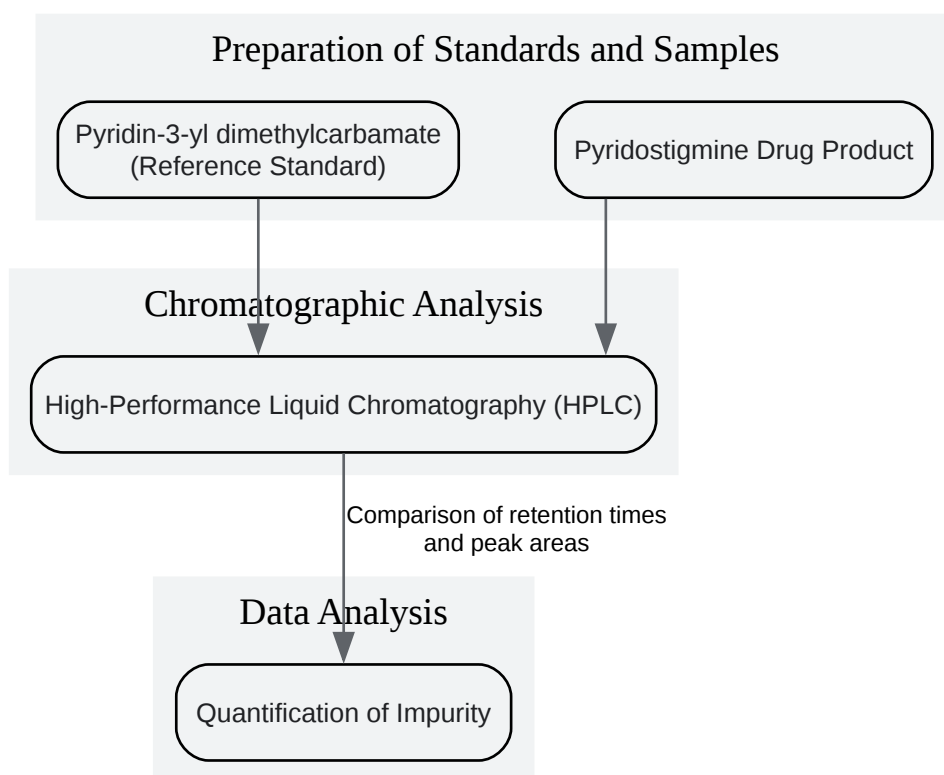 Preparation of Standards and Samples
Pyridin-3-yl dimethylcarbamate
(Reference Standard)
Pyridostigmine Drug Product
Chromatographic Analysis
High-Performance Liquid Chromatography (HPLC)
Comparison of retention times
and peak areas
Data Analysis
Quantification of Impurity